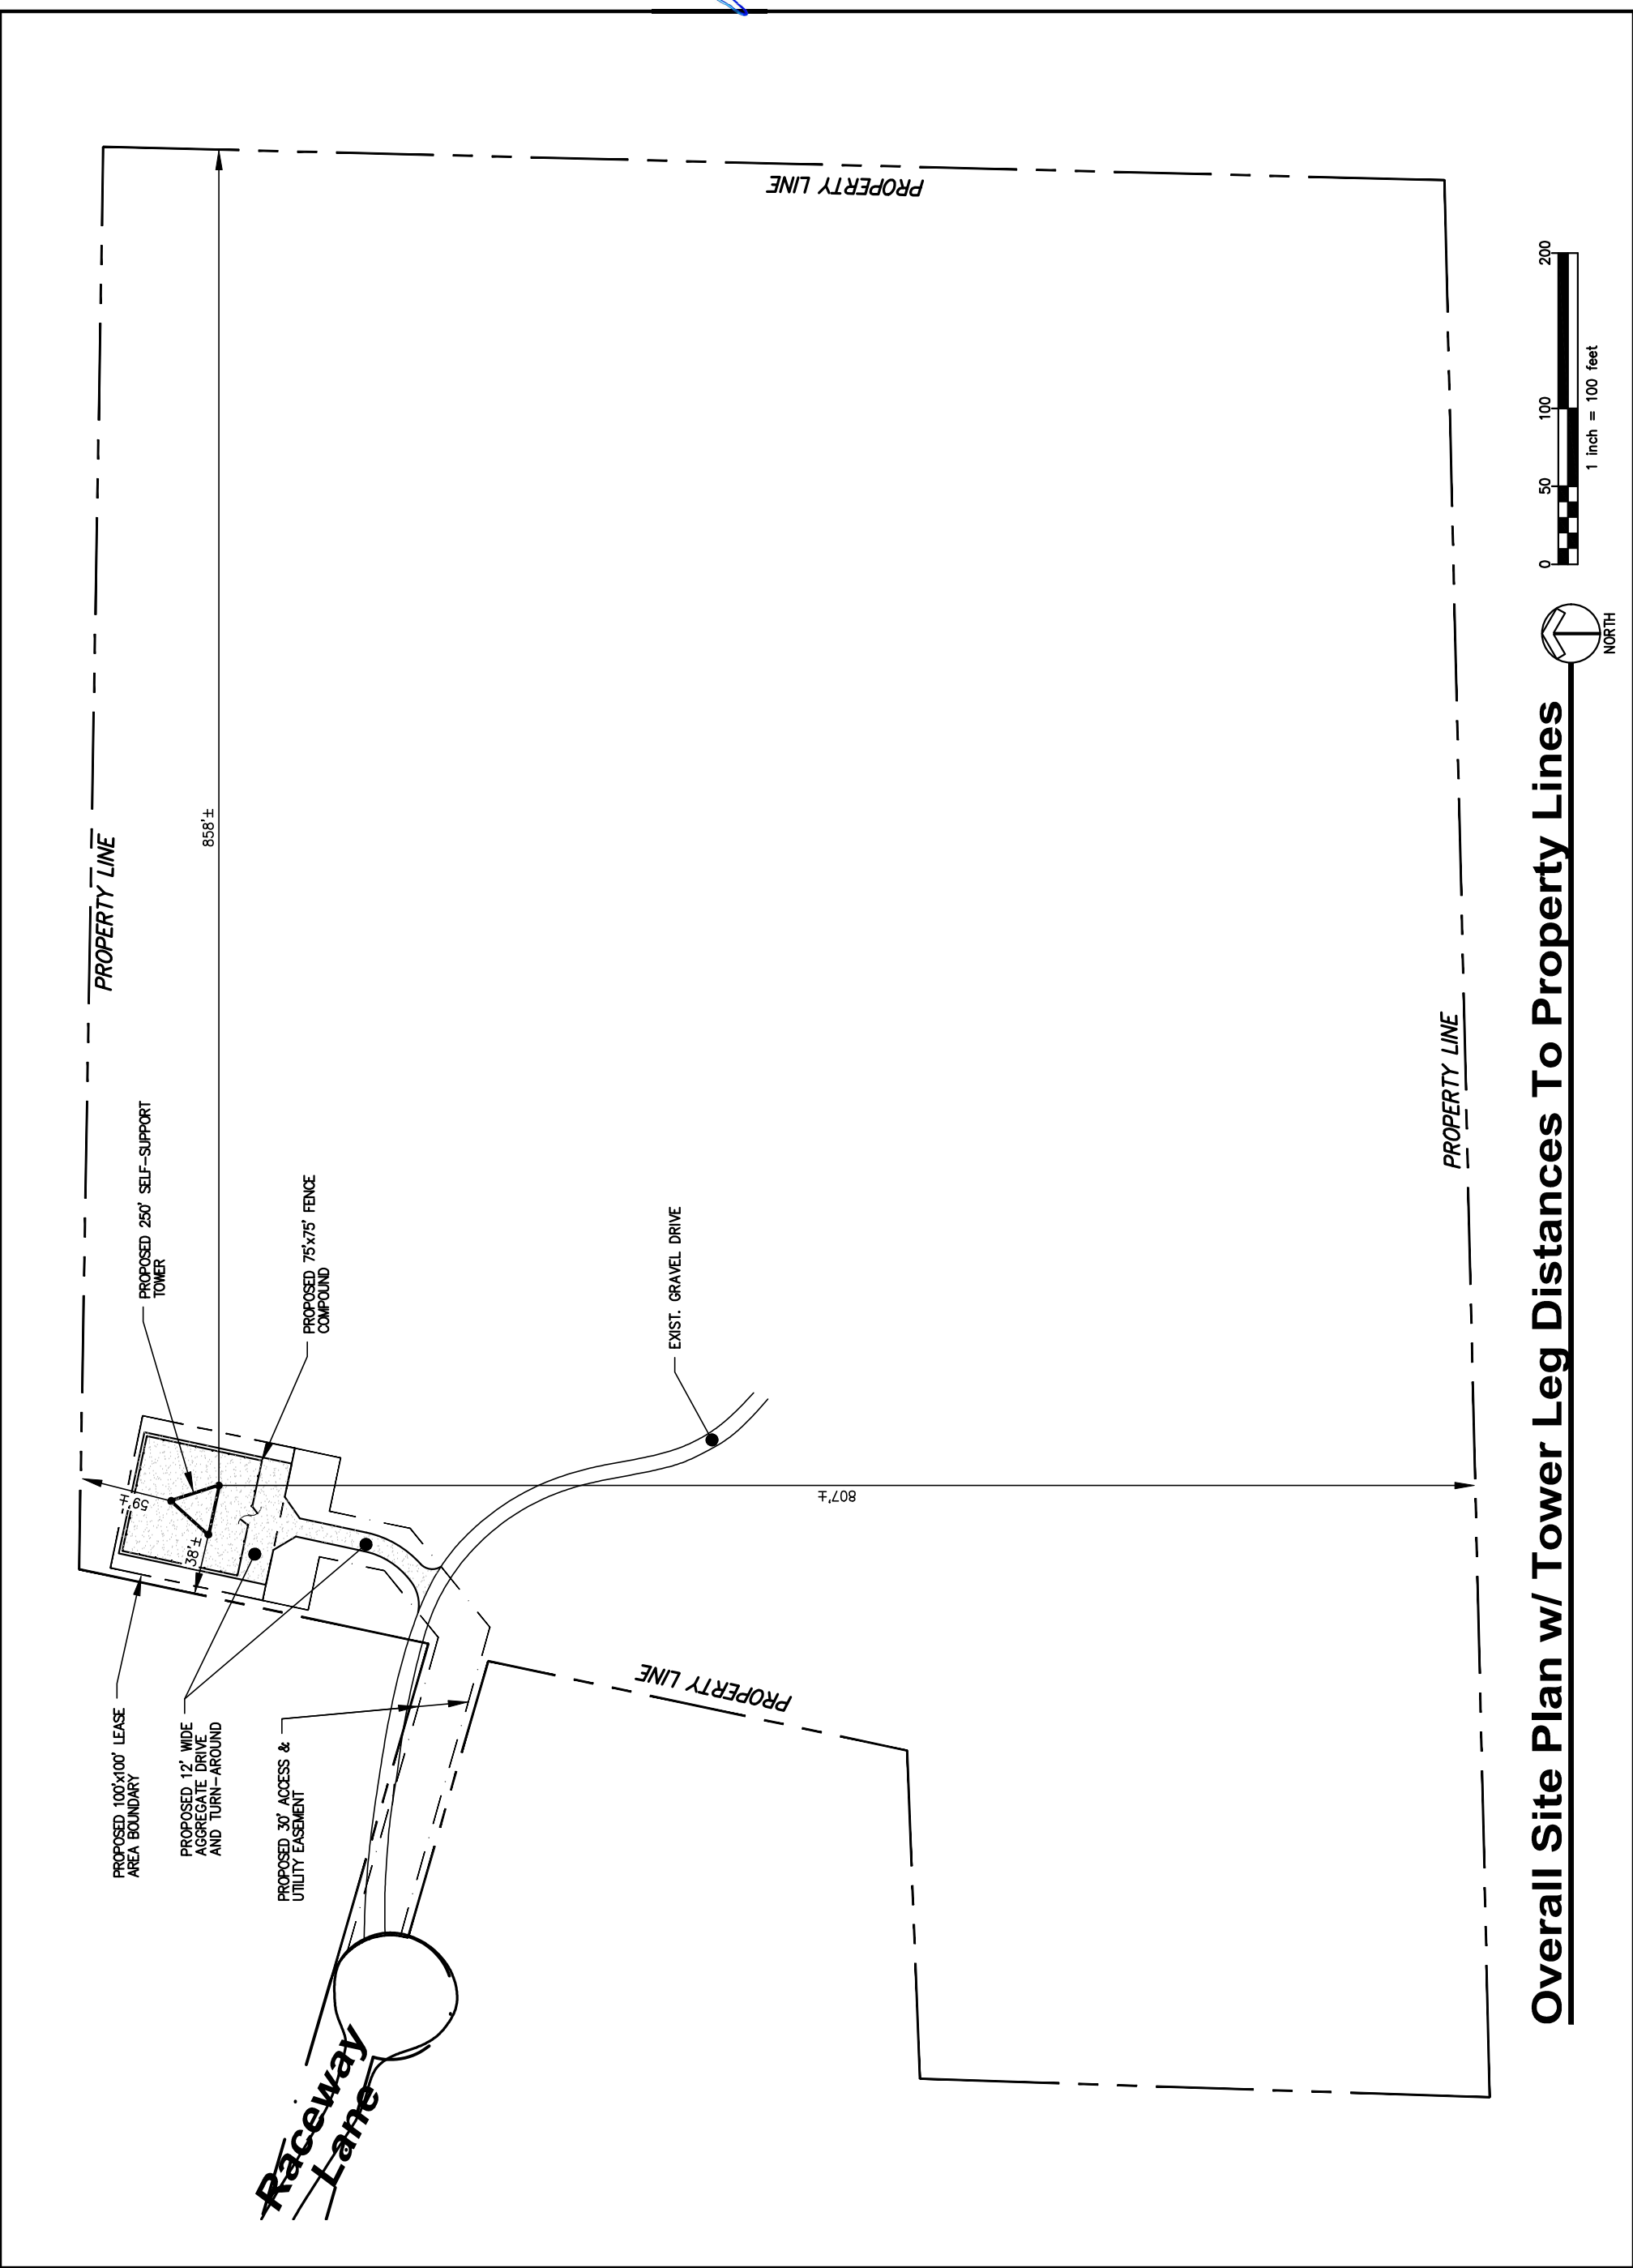 PROPERTY LINE
PROPERTY LINE
858'±
PROPOSED 250' SELF-SUPPORT
TOWER
PROPOSED 75'x75' FENCE
COMPOUND
EXIST. GRAVEL DRIVE
59'±
38'±
807'±
PROPOSED 100'x100' LEASE
AREA BOUNDARY
PROPOSED 12' WIDE
AGGREGATE DRIVE
AND TURN-AROUND
PROPOSED 30' ACCESS &
UTILITY EASEMENT
PROPERTY LINE
PROPERTY LINE
Raceway
Lane
Overall Site Plan w/ Tower Leg Distances To Property Lines
NORTH
0 50 100 200
1 inch = 100 feet